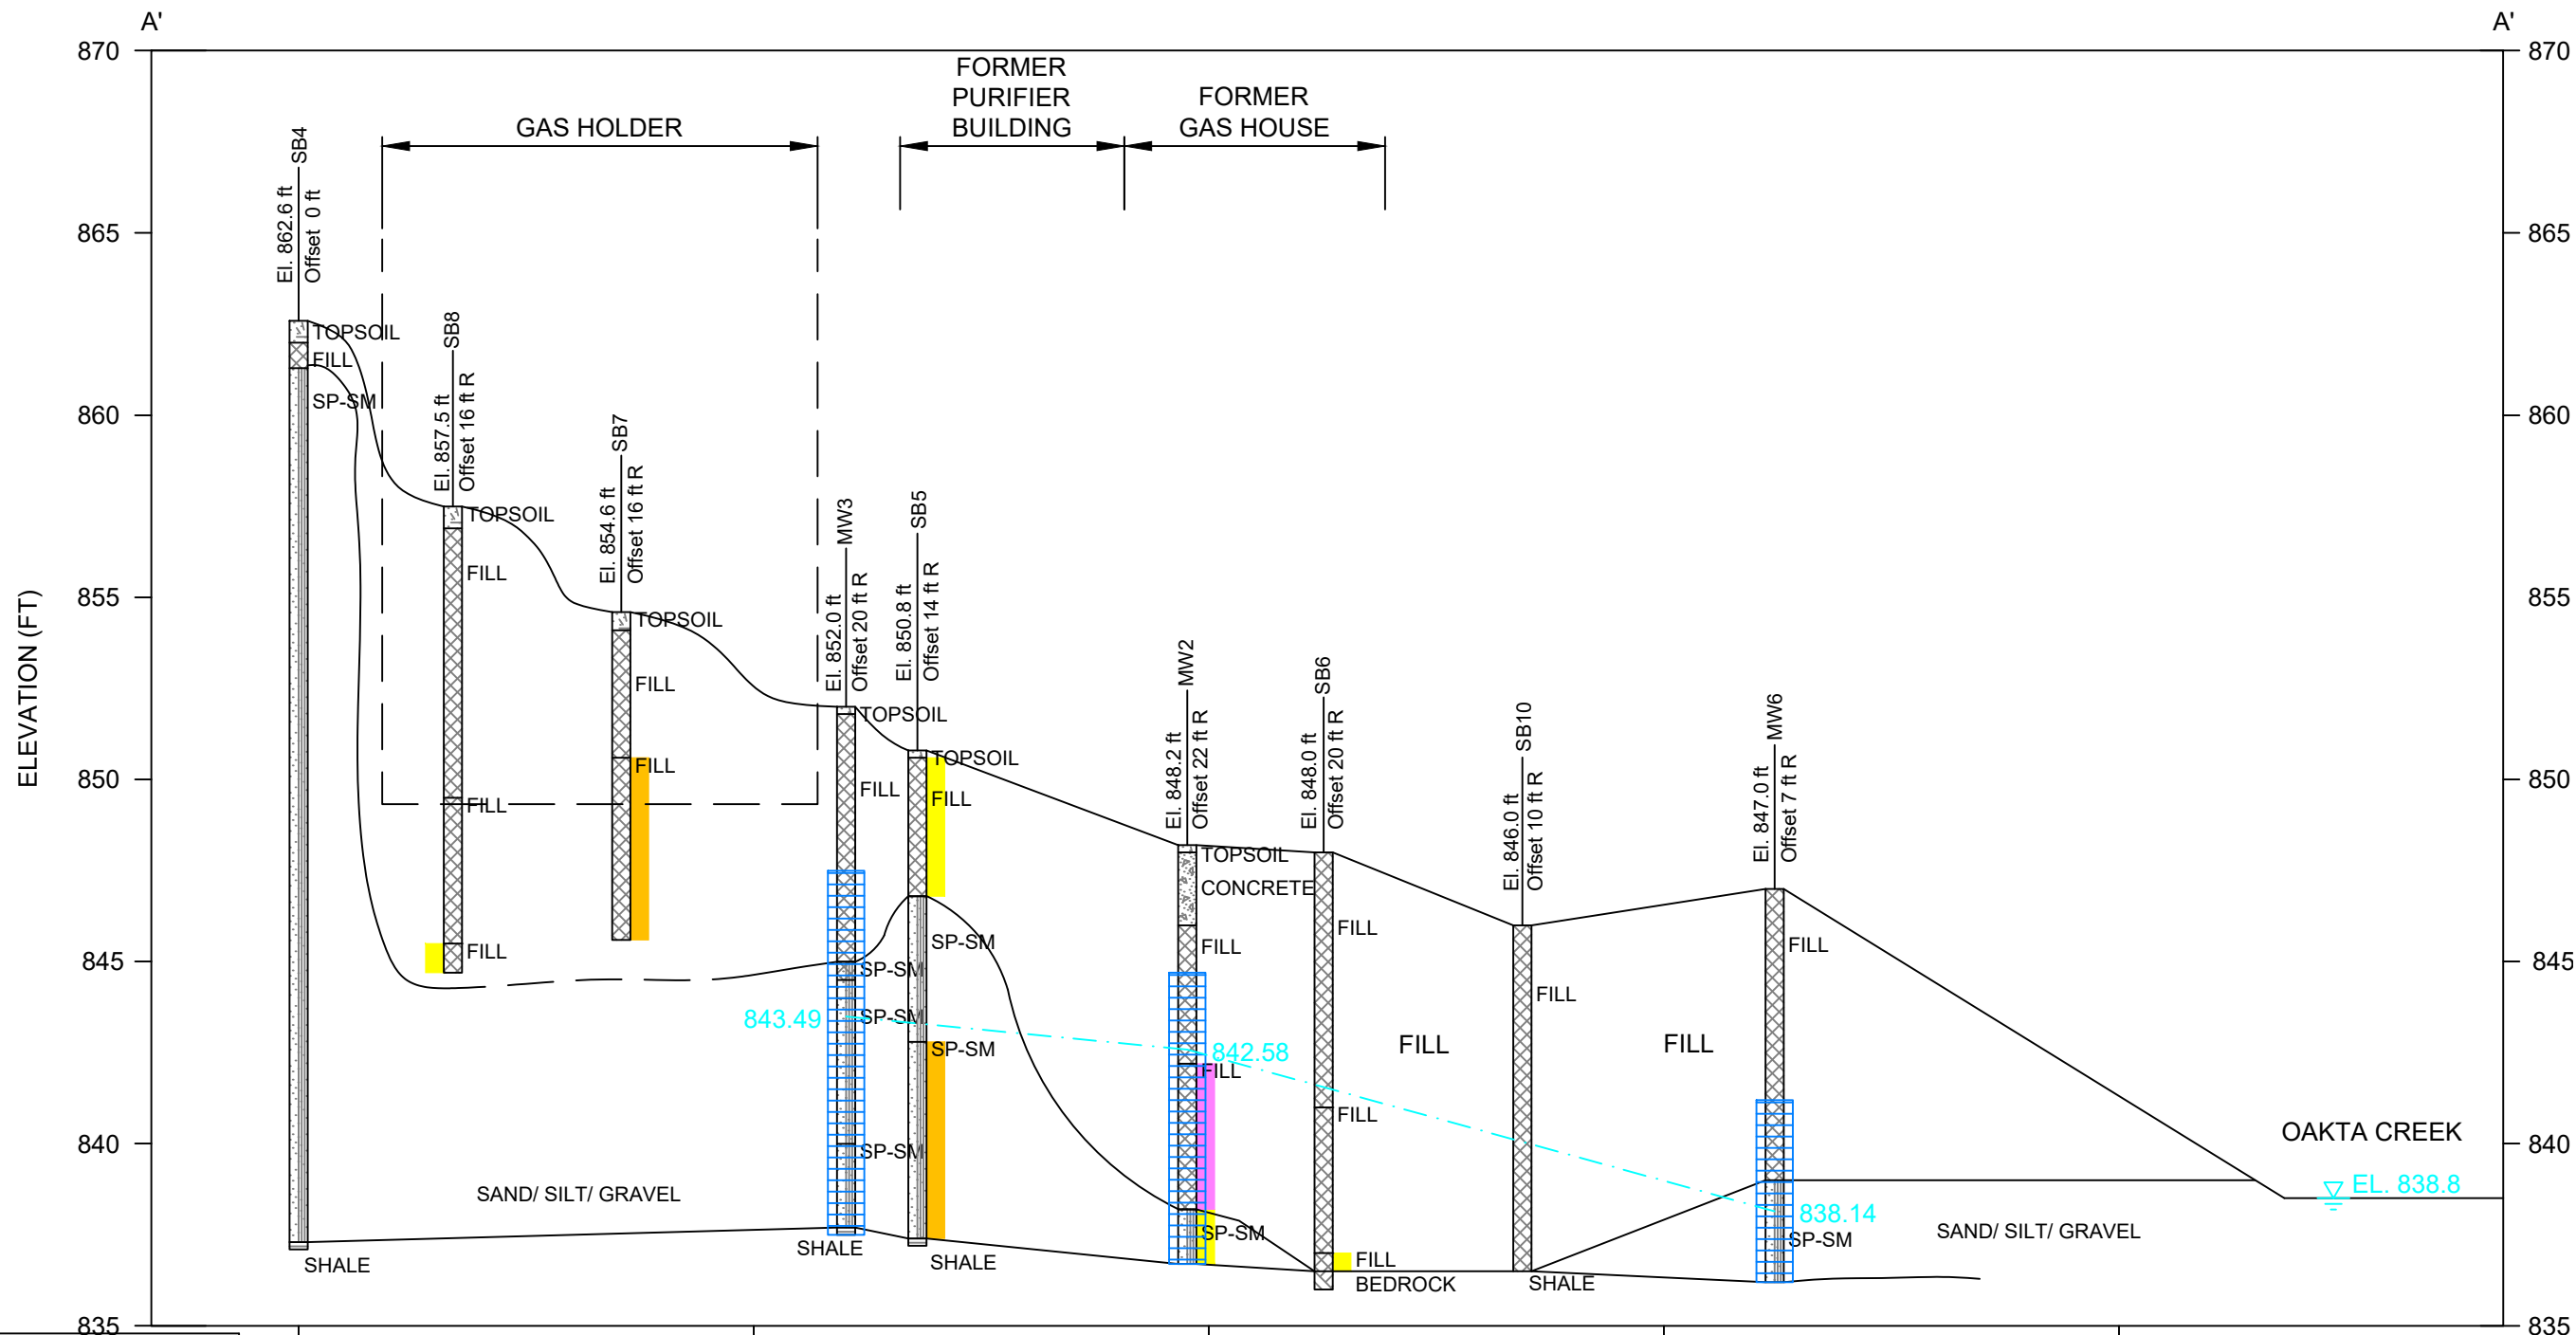 A'
A'
870
870
865
865
860
860
855
855
850
850
845
845
840
840
835
835
ELEVATION (FT)
GAS HOLDER
FORMER
PURIFIER
BUILDING
FORMER
GAS HOUSE
SB4
El. 862.6 ft
Offset 0 ft
TOPSOIL
FILL
SP-SM
SHALE
SB8
El. 857.5 ft
Offset 16 ft R
TOPSOIL
FILL
FILL
FILL
SB7
El. 854.6 ft
Offset 16 ft R
TOPSOIL
FILL
FILL
MW3
El. 852.0 ft
Offset 20 ft R
TOPSOIL
FILL
SP-SM
843.49
SP-SM
SP-SM
SHALE
SAND/ SILT/ GRAVEL
SB5
El. 850.8 ft
Offset 14 ft R
TOPSOIL
FILL
SP-SM
SP-SM
SHALE
MW2
El. 848.2 ft
Offset 22 ft R
TOPSOIL
CONCRETE
FILL
842.58
FILL
SP-SM
SB6
El. 848.0 ft
Offset 20 ft R
FILL
FILL
FILL
BEDROCK
FILL
SB10
El. 846.0 ft
Offset 10 ft R
FILL
SHALE
FILL
MW6
El. 847.0 ft
Offset 7 ft R
FILL
838.14
SP-SM
SAND/ SILT/ GRAVEL
OAKTA CREEK
EL. 838.8